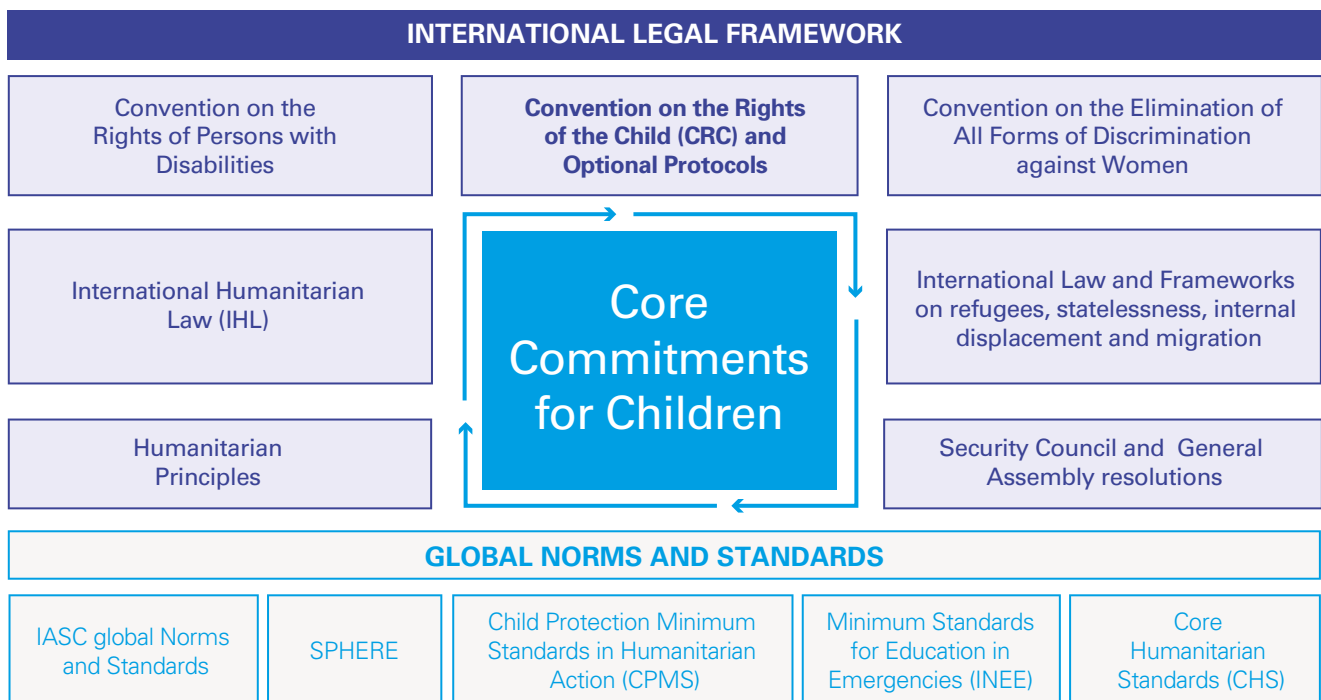 INTERNATIONAL LEGAL FRAMEWORK
Convention on the
Rights of Persons with
Disabilities
Convention on the Rights
of the Child (CRC) and
Optional Protocols
Convention on the Elimination of
All Forms of Discrimination
against Women
International Humanitarian
Law (IHL)
Core
Commitments
for Children
International Law and Frameworks
on refugees, statelessness, internal
displacement and migration
Humanitarian
Principles
Security Council and General
Assembly resolutions
GLOBAL NORMS AND STANDARDS
IASC global Norms
and Standards
SPHERE
Child Protection Minimum
Standards in Humanitarian
Action (CPMS)
Minimum Standards
for Education in
Emergencies (INEE)
Core
Humanitarian
Standards (CHS)